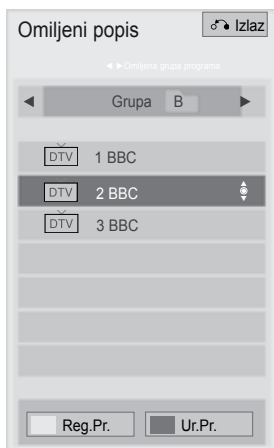 Omiljeni popis
Izlaz
◄ ►Omiljena grupa programa
◄ Grupa B ►
DTV 1 BBC
DTV 2 BBC
DTV 3 BBC
Reg.Pr. Ur.Pr.